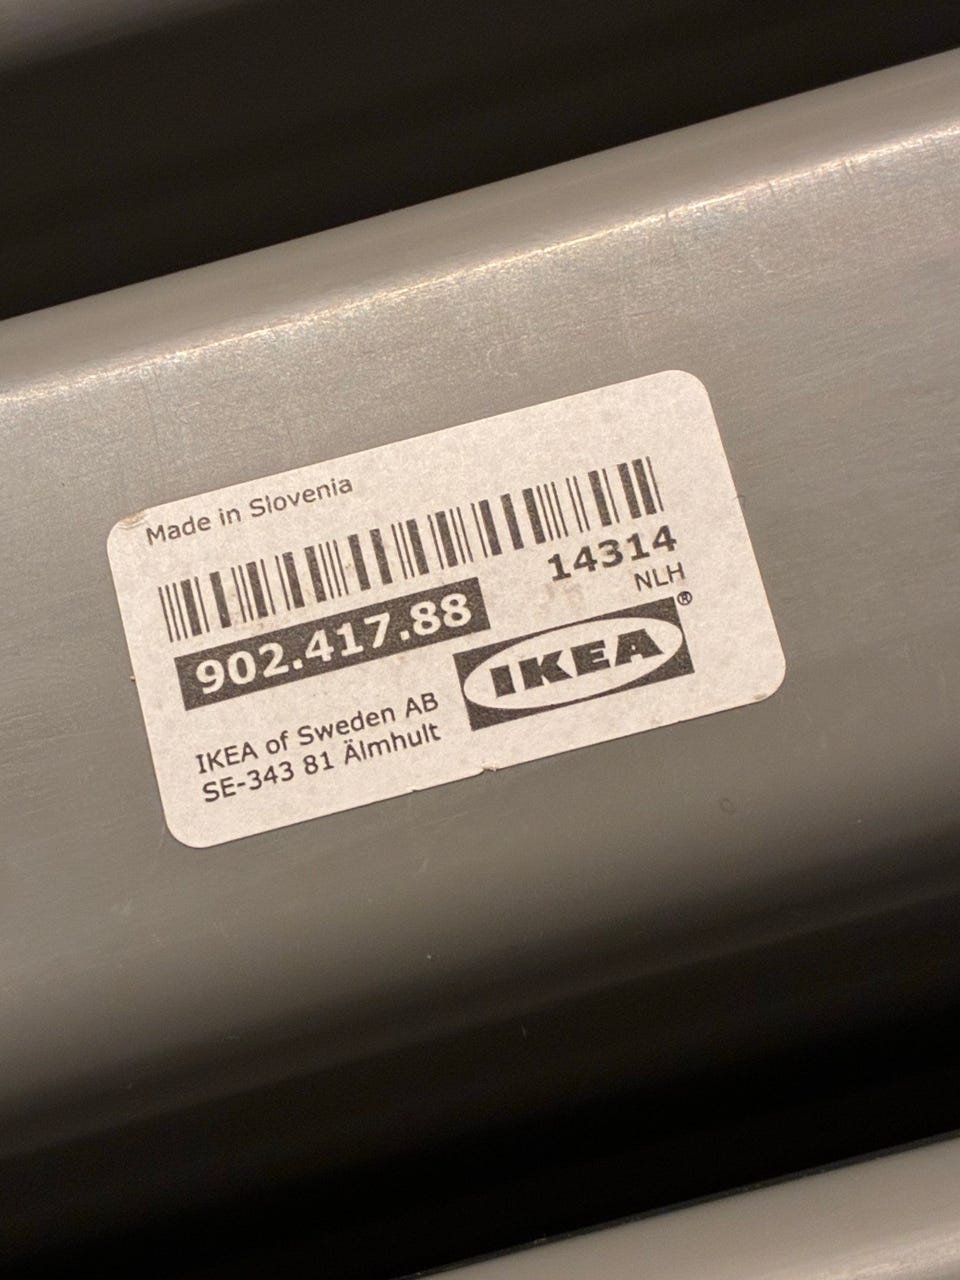 Made in Slovenia
14314
NLH
902.417.88
IKEA®
IKEA of Sweden AB
SE-343 81 Älmhult